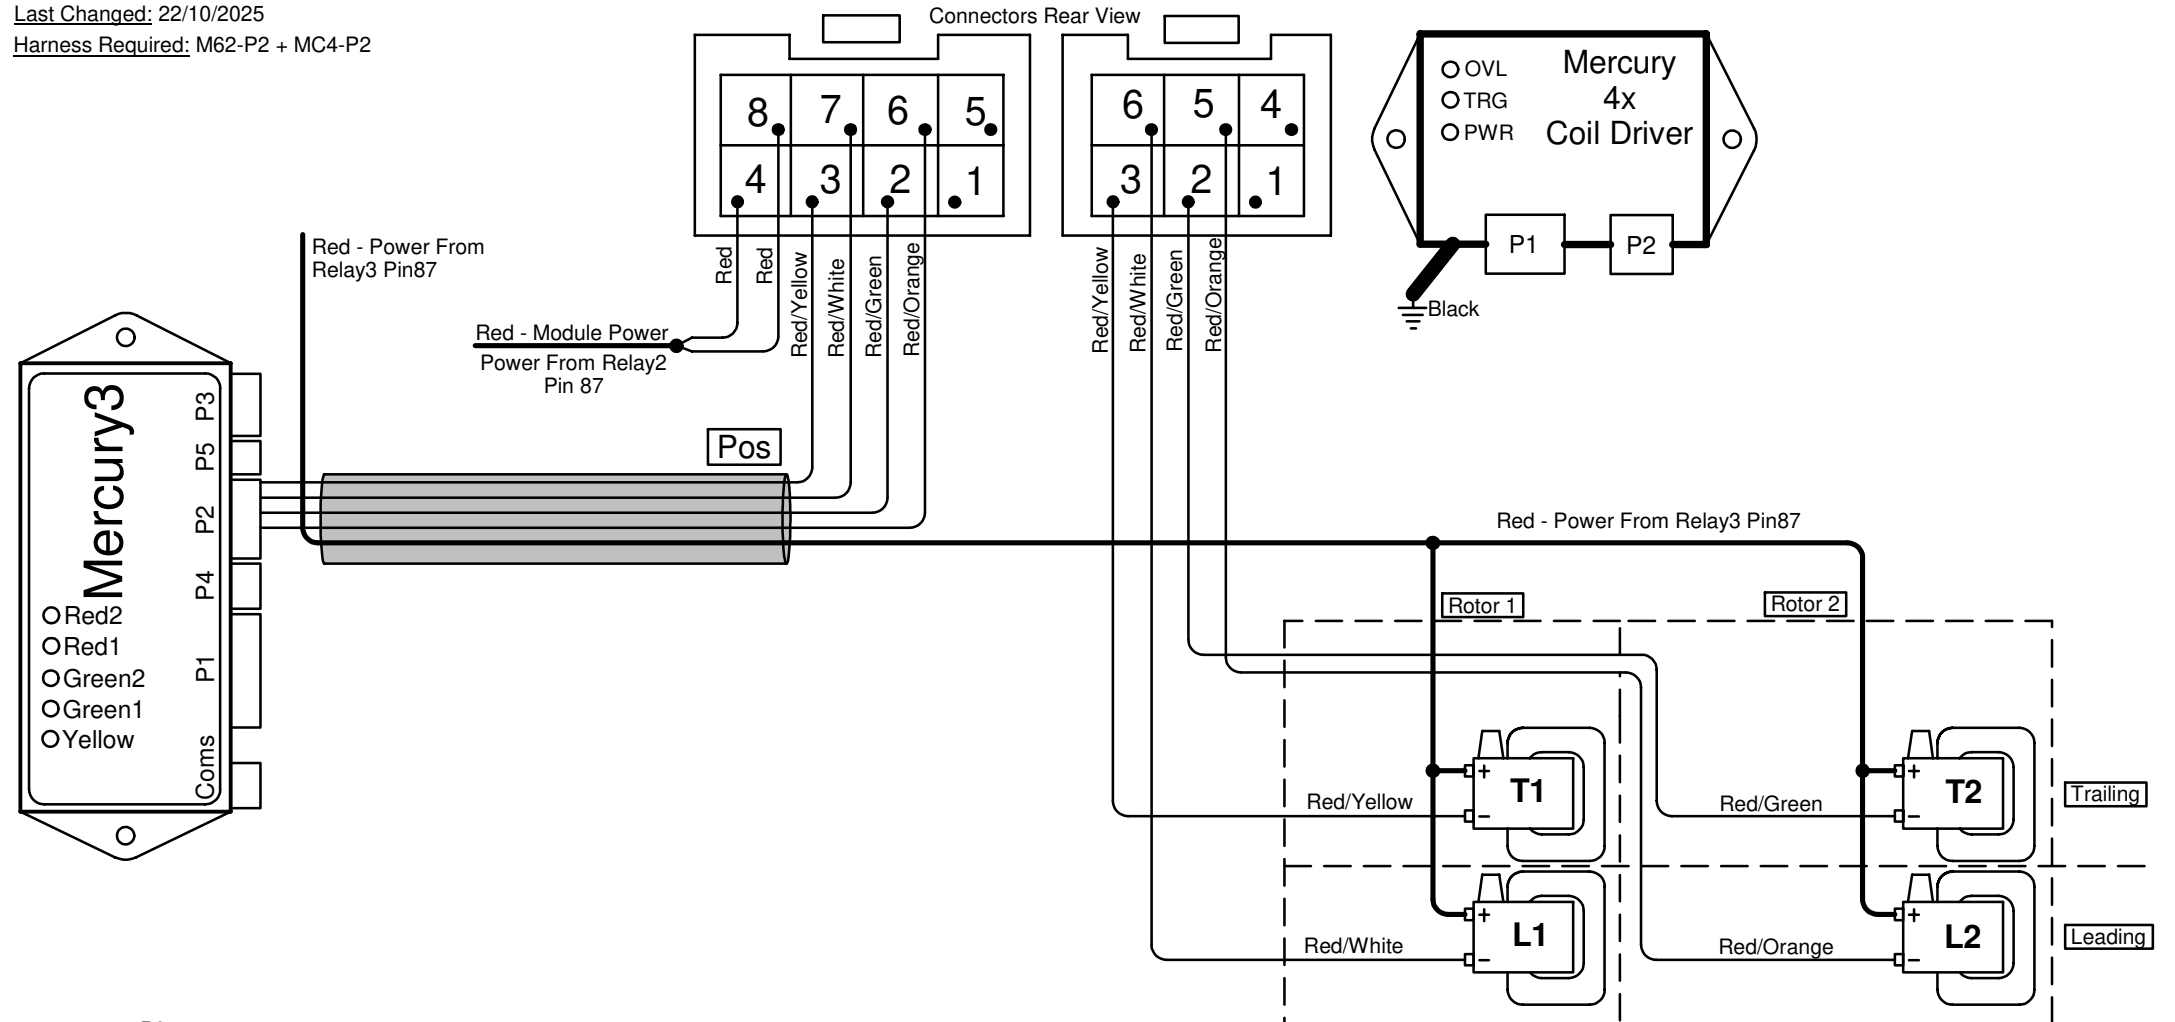 Last Changed: 22/10/2025
Harness Required: M62-P2 + MC4-P2
Connectors Rear View
8 7 6 5
4 3 2 1
6 5 4
3 2 1
OVL
TRG
PWR
Mercury
4x
Coil Driver
P1
P2
Black
Red
Red
Red/Yellow
Red/White
Red/Green
Red/Orange
Red/Yellow
Red/White
Red/Green
Red/Orange
Red - Power From
Relay3 Pin87
Red - Module Power
Power From Relay2
Pin 87
Pos
Mercury3
P3
P5
P2
P4
P1
Coms
Red2
Red1
Green2
Green1
Yellow
Red - Power From Relay3 Pin87
Rotor 1
Rotor 2
Red/Yellow
+
T1
-
Red/Green
+
T2
-
Trailing
Red/White
+
L1
-
Red/Orange
+
L2
-
Leading